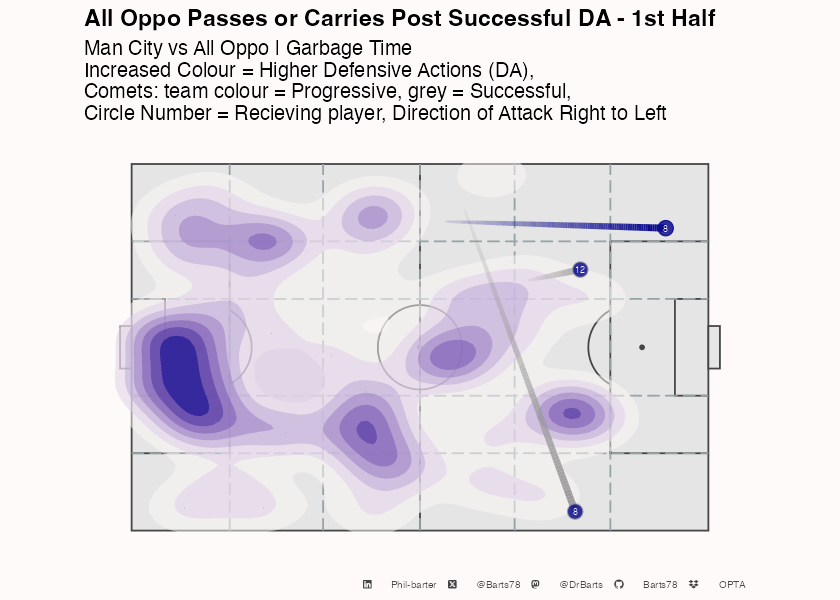 All Oppo Passes or Carries Post Successful DA - 1st Half
Man City vs All Oppo | Garbage Time
Increased Colour = Higher Defensive Actions (DA),
Comets: team colour = Progressive, grey = Successful,
Circle Number = Recieving player, Direction of Attack Right to Left
8
12
8
Phil-barter @Barts78 @DrBarts Barts78 OPTA